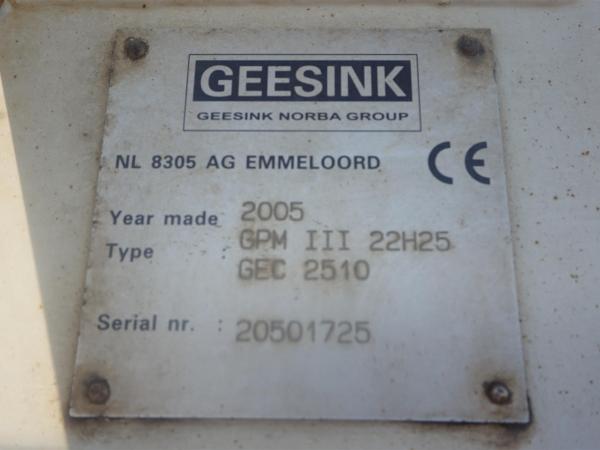 GEESINK
GEESINK NORBA GROUP
NL 8305 AG EMMELOORD CE
Year made 2005
Type : GPM III 22H25
GEC 2510
Serial nr. : 20501725